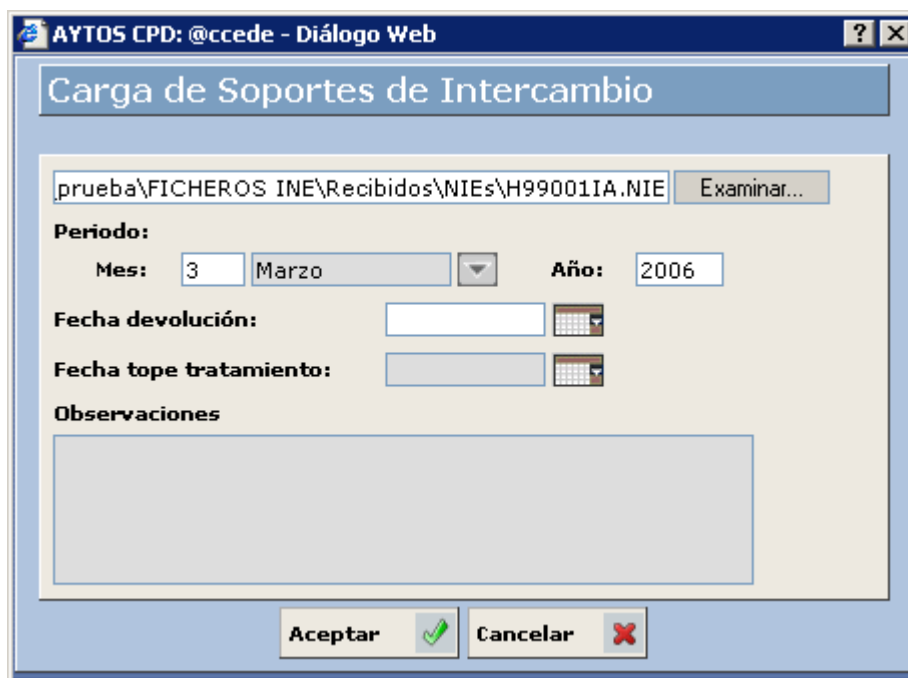 AYTOS CPD: @ccede - Diálogo Web
Carga de Soportes de Intercambio
prueba\FICHEROS INE\Recibidos\NIEs\H99001IA.NIE Examinar...
Periodo:
Mes: 3 Marzo Año: 2006
Fecha devolución:
Fecha tope tratamiento:
Observaciones
Aceptar Cancelar